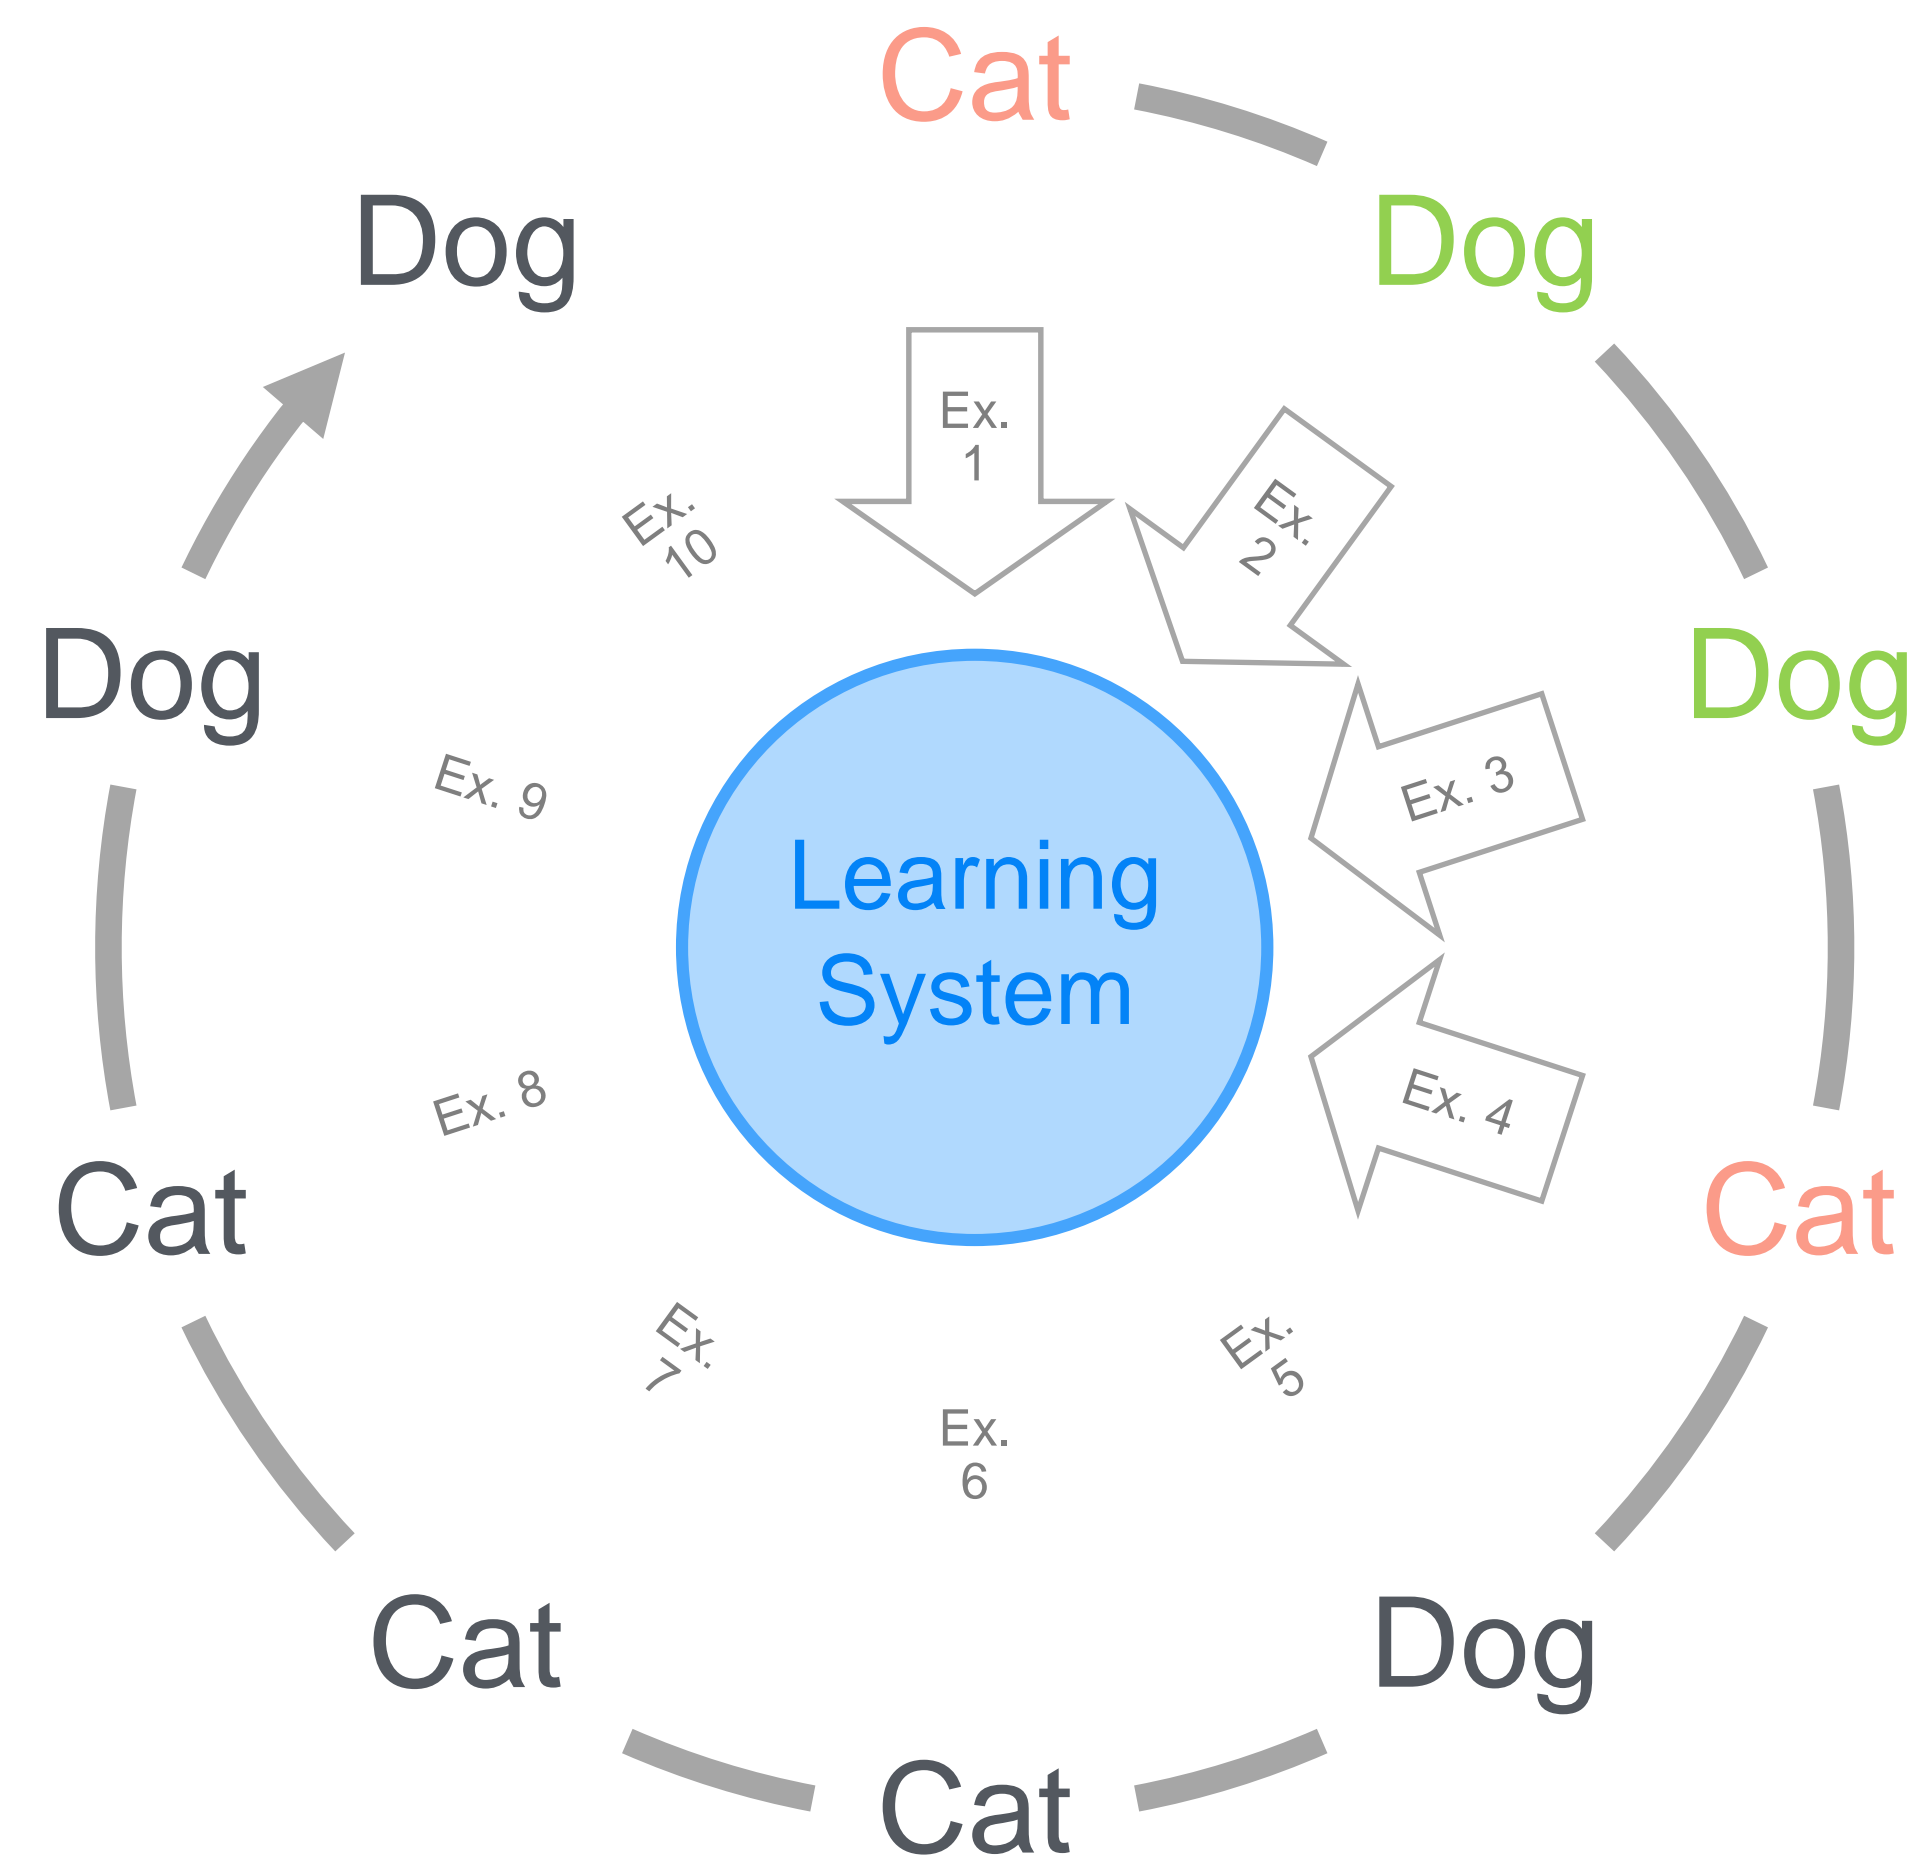 Cat
Dog
Dog
Cat
Dog
Cat
Cat
Cat
Dog
Dog
Ex.
1
Ex.
2
Ex. 3
Ex. 4
Ex.
5
Ex.
6
Ex.
7
Ex. 8
Ex. 9
Ex.
10
Learning
System